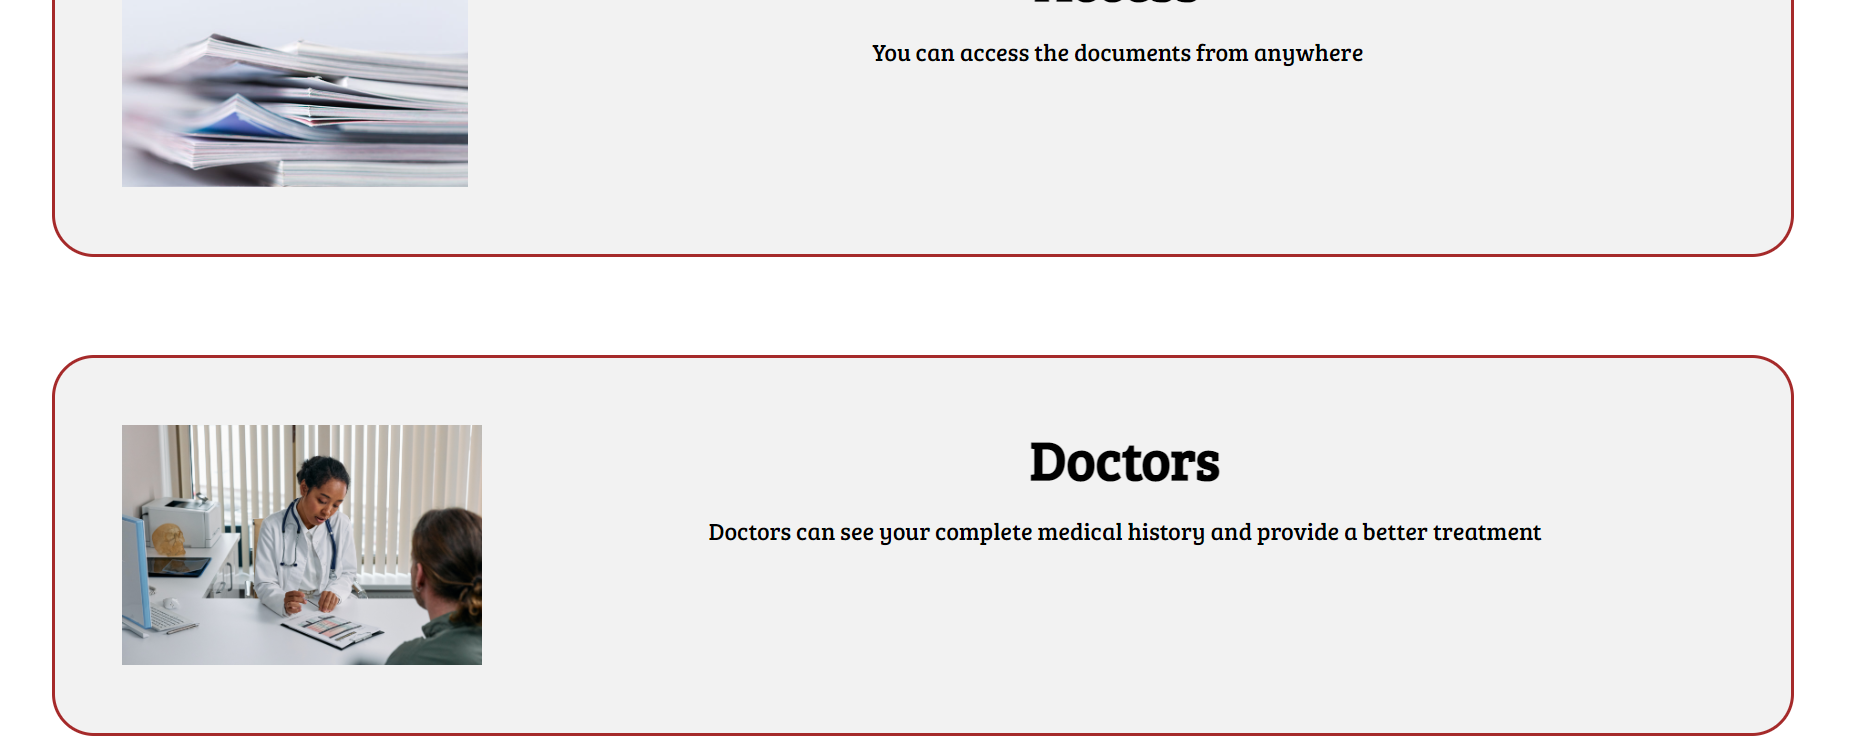 Access
You can access the documents from anywhere
Doctors
Doctors can see your complete medical history and provide a better treatment